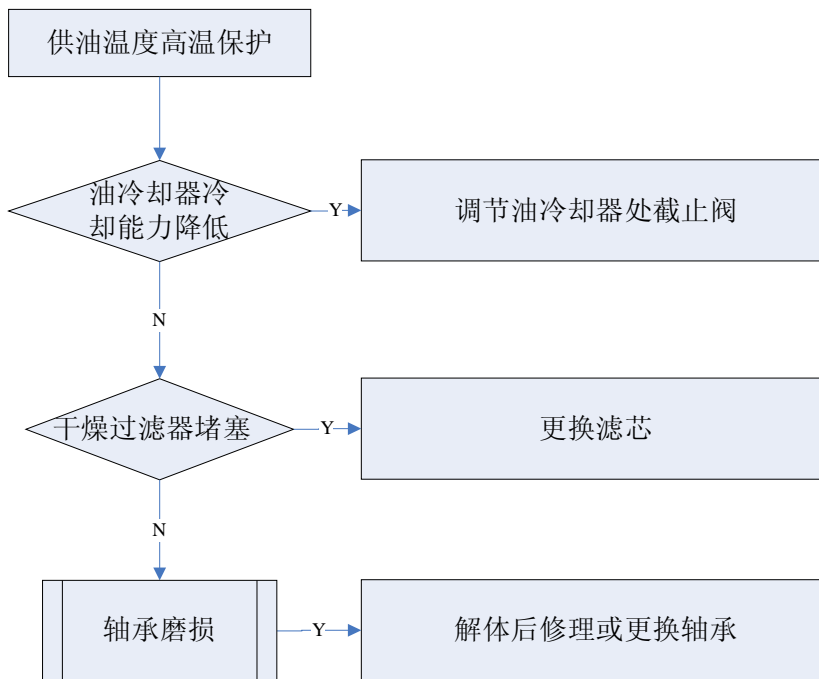 供油温度高温保护
油冷却器冷
却能力降低
Y
调节油冷却器处截止阀
N
干燥过滤器堵塞
Y
更换滤芯
N
轴承磨损
Y
解体后修理或更换轴承